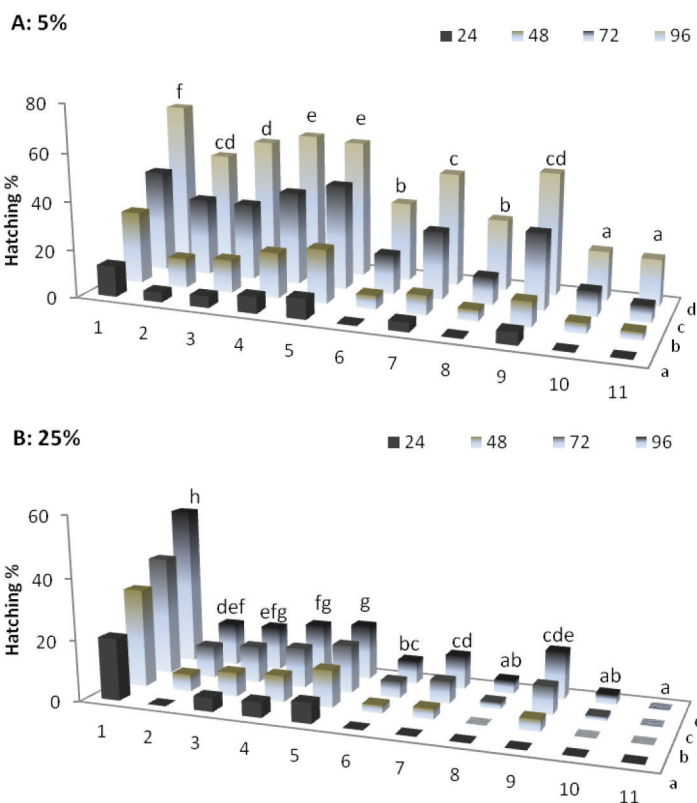 A: 5%
24 48 72 96
Hatching %
80
60
40
20
0
f
cd
d
e
e
b
c
b
cd
a
a
1 2 3 4 5 6 7 8 9 10 11
d
c
b
a
B: 25%
24 48 72 96
Hatching %
60
40
20
0
h
def
efg
fg
g
bc
cd
ab
cde
ab
a
1 2 3 4 5 6 7 8 9 10 11
c
b
a